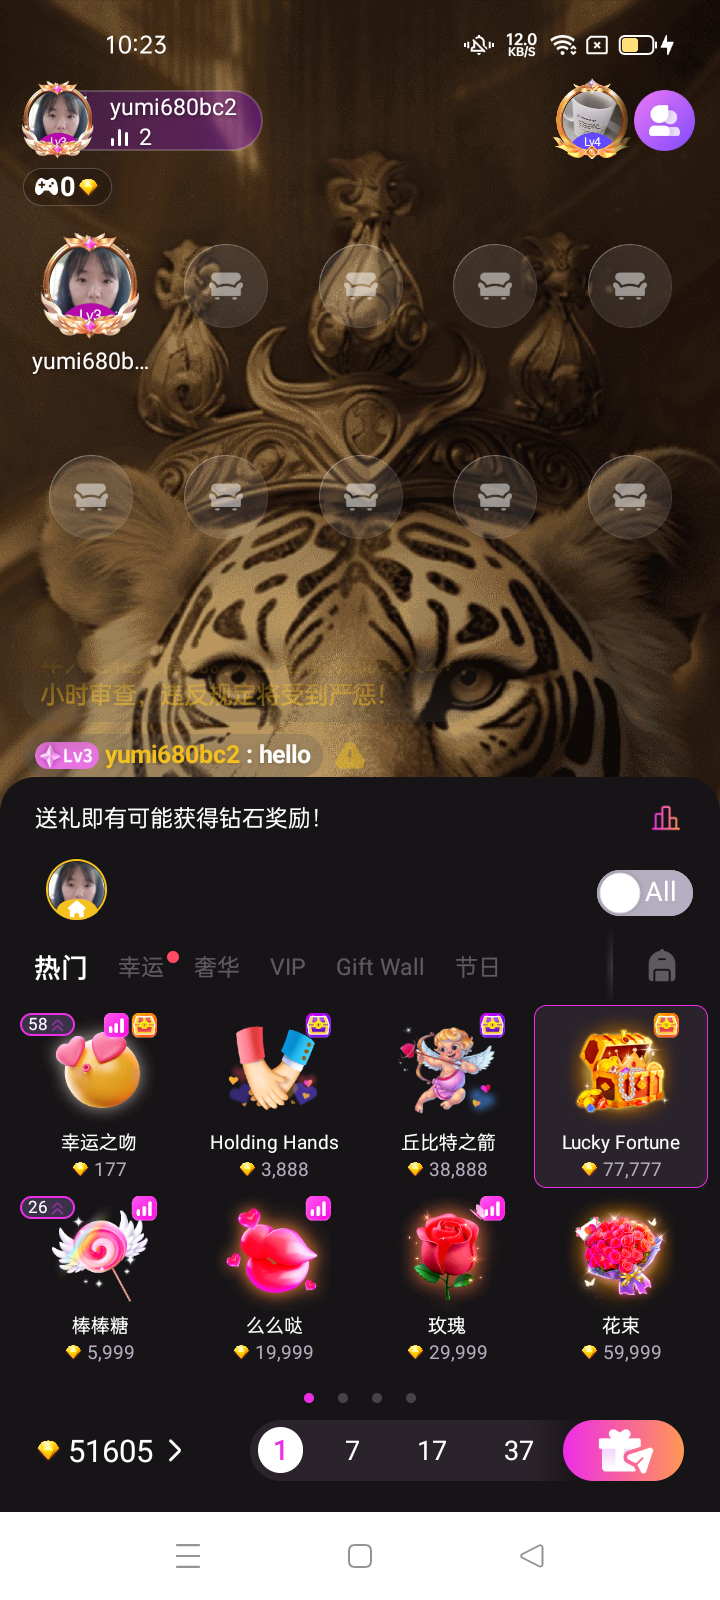 10:23
12.0
KB/S
yumi680bc2
2
Lv3
Lv4
0
Lv3
yumi680b...
小时审查，违反规定将受到严惩！
Lv3 yumi680bc2 : hello
送礼即有可能获得钻石奖励！
All
热门 幸运 奢华 VIP Gift Wall 节日
58
幸运之吻 Holding Hands 丘比特之箭 Lucky Fortune
177 3,888 38,888 77,777
26
棒棒糖 么么哒 玫瑰 花束
5,999 19,999 29,999 59,999
51605 1 7 17 37